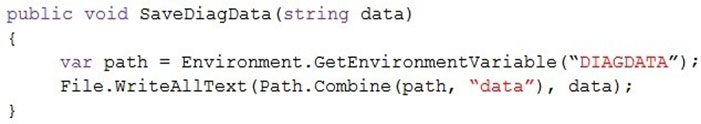 public void SaveDiagData(string data)
{
var path = Environment.GetEnvironmentVariable(“DIAGDATA”);
File.WriteAllText(Path.Combine(path, “data”), data);
}